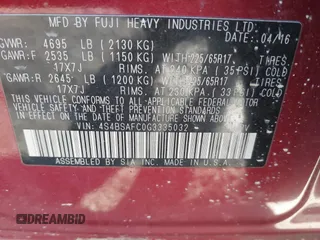 MFD BY FUJI HEAVY INDUSTRIES LTD. DATE: 04/16
GVWR: 4695 LB (2130 KG)
GAWR:F 2535 LB (1150 KG) WITH 225/65R17 TIRES.
17X7J RIMS, AT 240 KPA (35 PSI) COLD
GAWR:R 2645 LB (1200 KG) WITH 225/65R17 TIRES.
17X7J RIMS, AT 230 KPA (33 PSI)
THIS VEHICLE CONFORMS TO ALL APPLICABLE FEDERAL
MOTOR VEHICLE SAFETY, BUMPER, AND THEFT
PREVENTION STANDARDS IN EFFECT ON THE DATE OF
MANUFACTURE SHOWN ABOVE.
VIN: 4S4BSAFC0G3335032
ASSEMBLED BY SIA, INC. MADE IN U.S.A.
DREAMBID